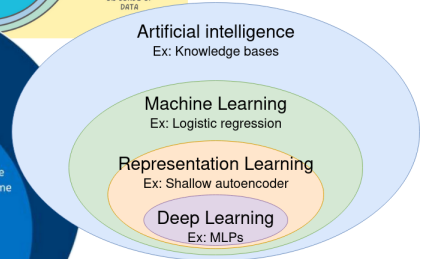 DATA
Artificial intelligence
Ex: Knowledge bases
Machine Learning
Ex: Logistic regression
Representation Learning
Ex: Shallow autoencoder
Deep Learning
Ex: MLPs
e
ne